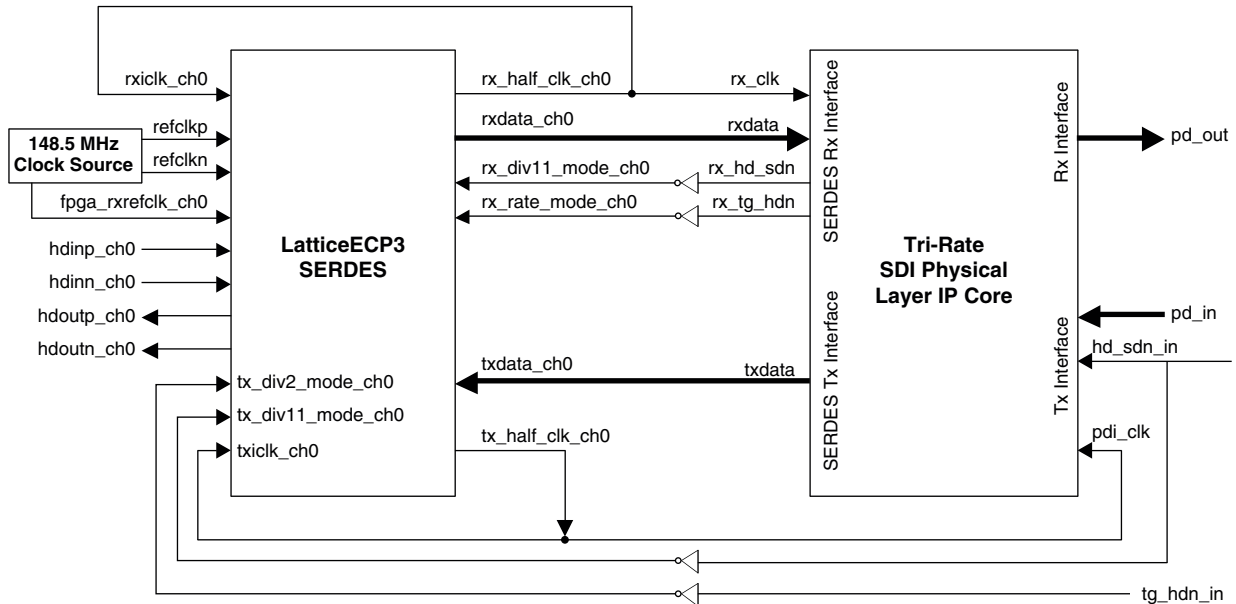 rxiclk_ch0
rx_half_clk_ch0
rx_clk
rxdata_ch0
rxdata
refclkp
148.5 MHz
Clock Source
refclkn
rx_div11_mode_ch0
rx_hd_sdn
fpga_rxrefclk_ch0
rx_rate_mode_ch0
rx_tg_hdn
SERDES Rx Interface
Rx Interface
pd_out
hdinp_ch0
hdinn_ch0
hdoutp_ch0
hdoutn_ch0
LatticeECP3
SERDES
Tri-Rate
SDI Physical
Layer IP Core
pd_in
hd_sdn_in
tx_div2_mode_ch0
txdata_ch0
txdata
tx_div11_mode_ch0
txiclk_ch0
tx_half_clk_ch0
SERDES Tx Interface
Tx Interface
pdi_clk
tg_hdn_in